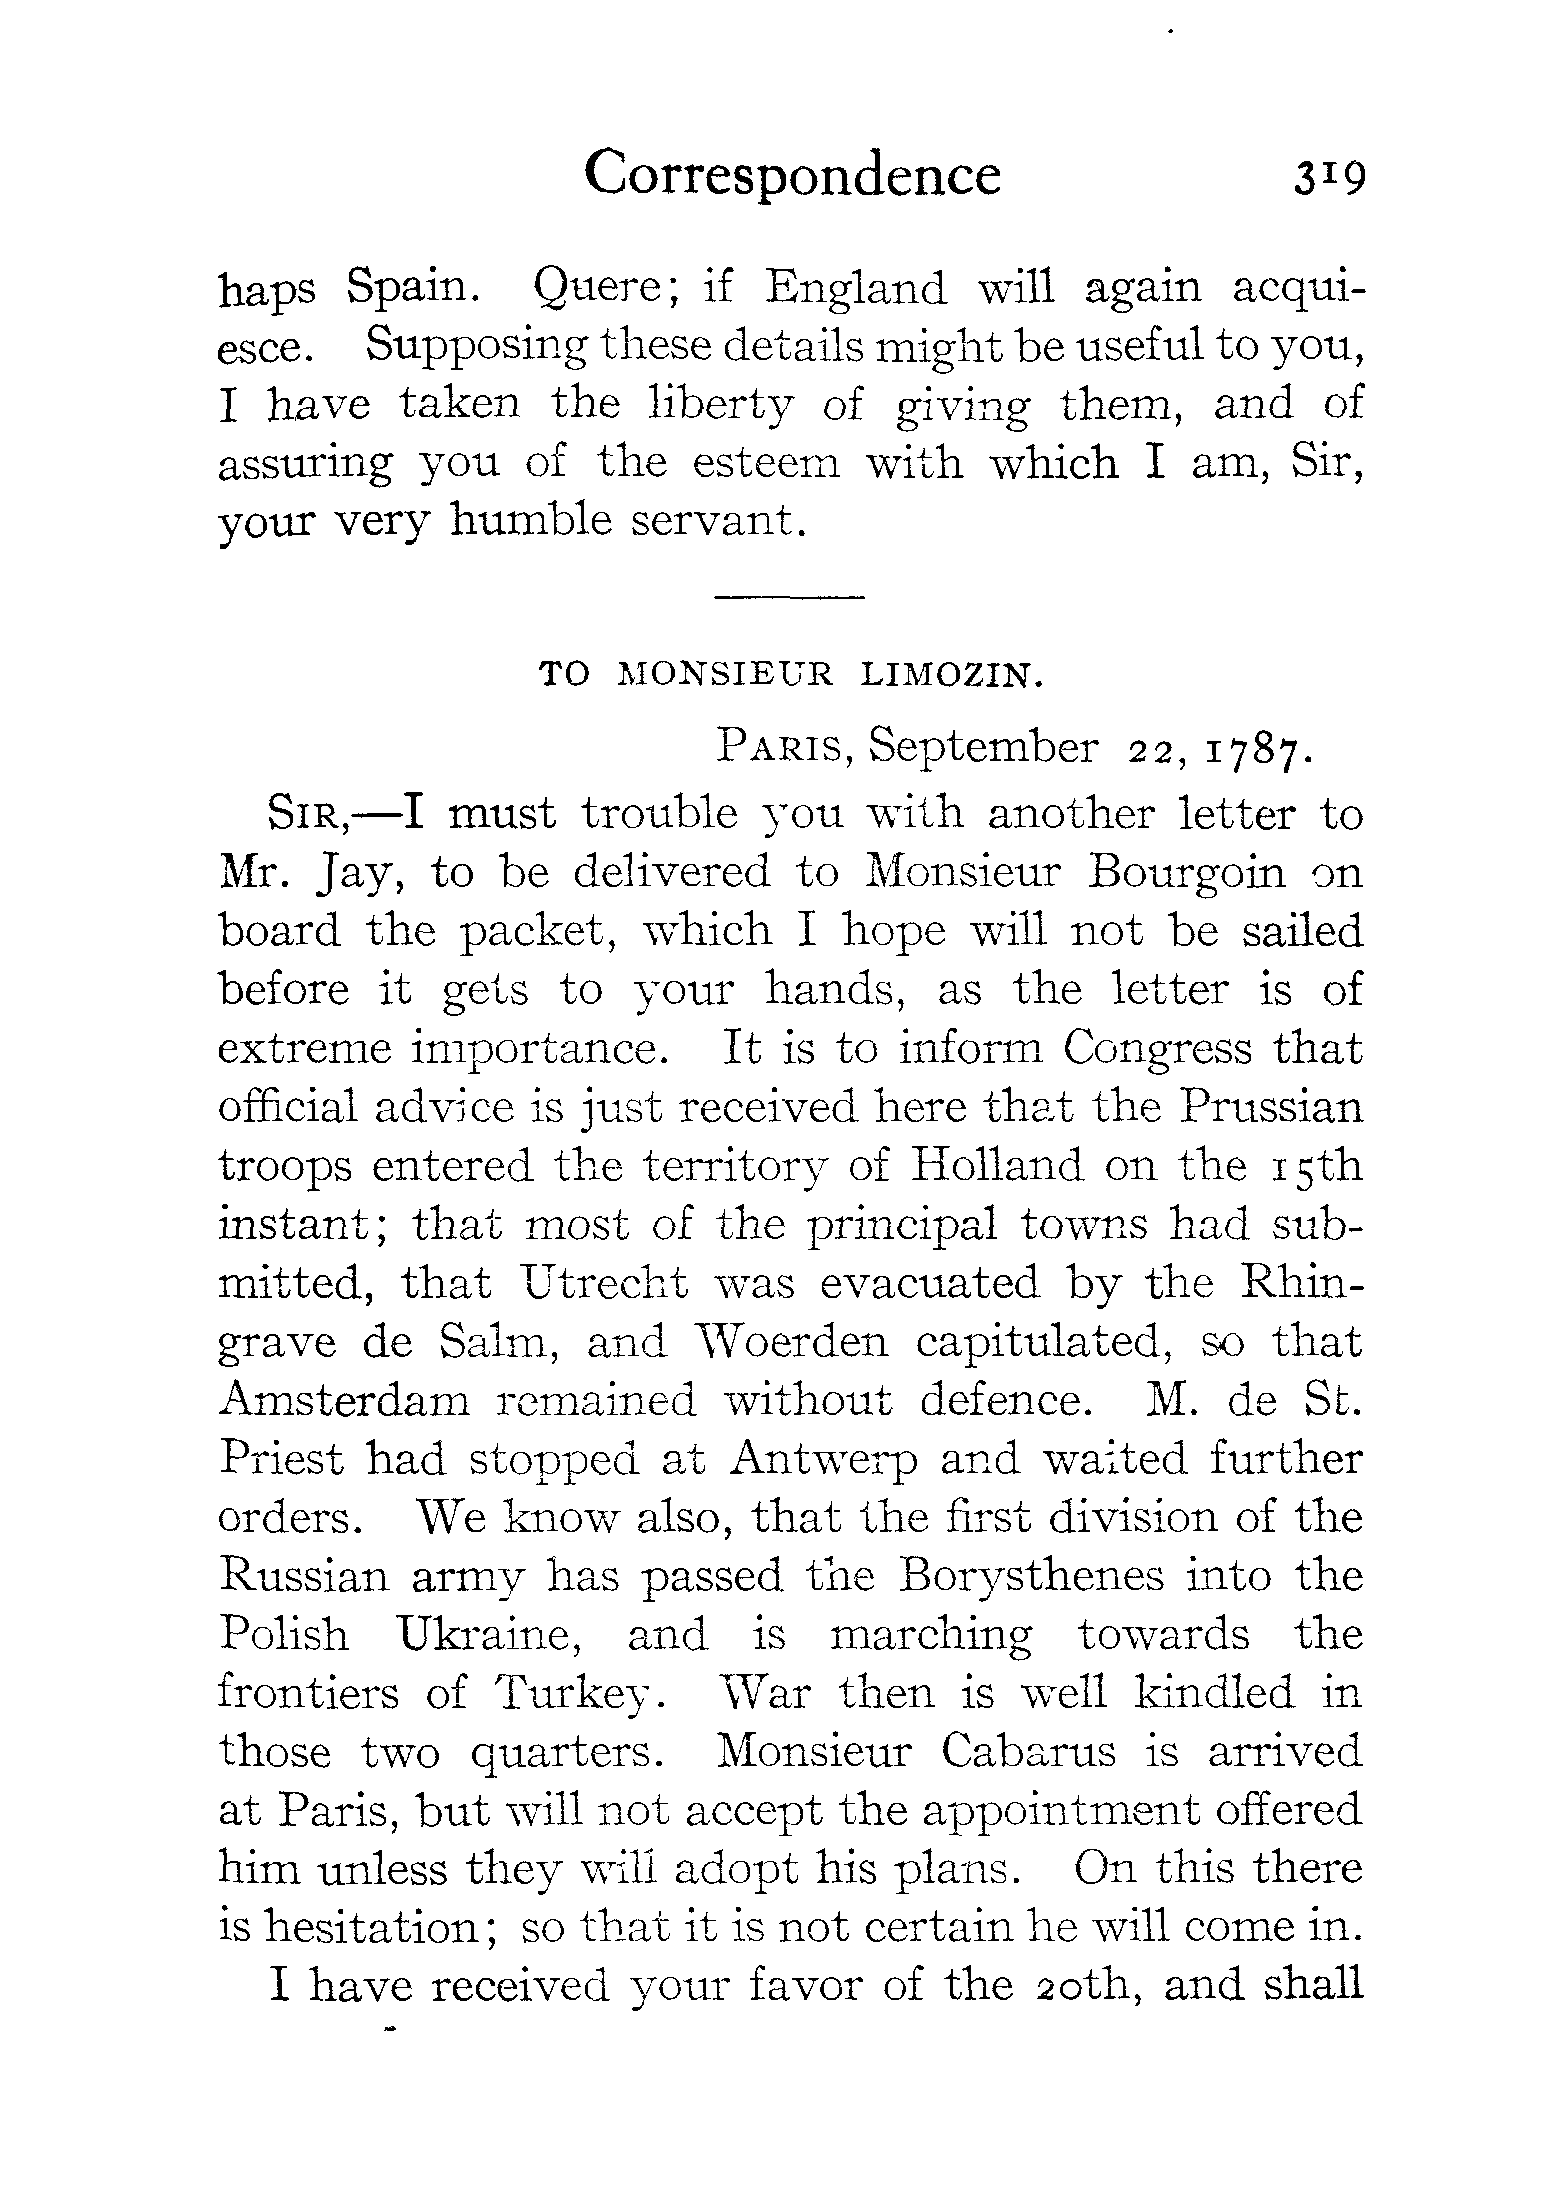 Correspondence 319
haps Spain. Quere; if England will again acqui-
esce. Supposing these details might be useful to you,
I have taken the liberty of giving them, and of
assuring you of the esteem with which I am, Sir,
your very humble servant.
TO MONSIEUR LIMOZIN.
PARIS, September 22, 1787.
SIR,—I must trouble you with another letter to
Mr. Jay, to be delivered to Monsieur Bourgoin on
board the packet, which I hope will not be sailed
before it gets to your hands, as the letter is of
extreme importance. It is to inform Congress that
official advice is just received here that the Prussian
troops entered the territory of Holland on the 15th
instant; that most of the principal towns had sub-
mitted, that Utrecht was evacuated by the Rhin-
grave de Salm, and Woerden capitulated, so that
Amsterdam remained without defence. M. de St.
Priest had stopped at Antwerp and waited further
orders. We know also, that the first division of the
Russian army has passed the Borysthenes into the
Polish Ukraine, and is marching towards the
frontiers of Turkey. War then is well kindled in
those two quarters. Monsieur Cabarus is arrived
at Paris, but will not accept the appointment offered
him unless they will adopt his plans. On this there
is hesitation; so that it is not certain he will come in.
I have received your favor of the 20th, and shall